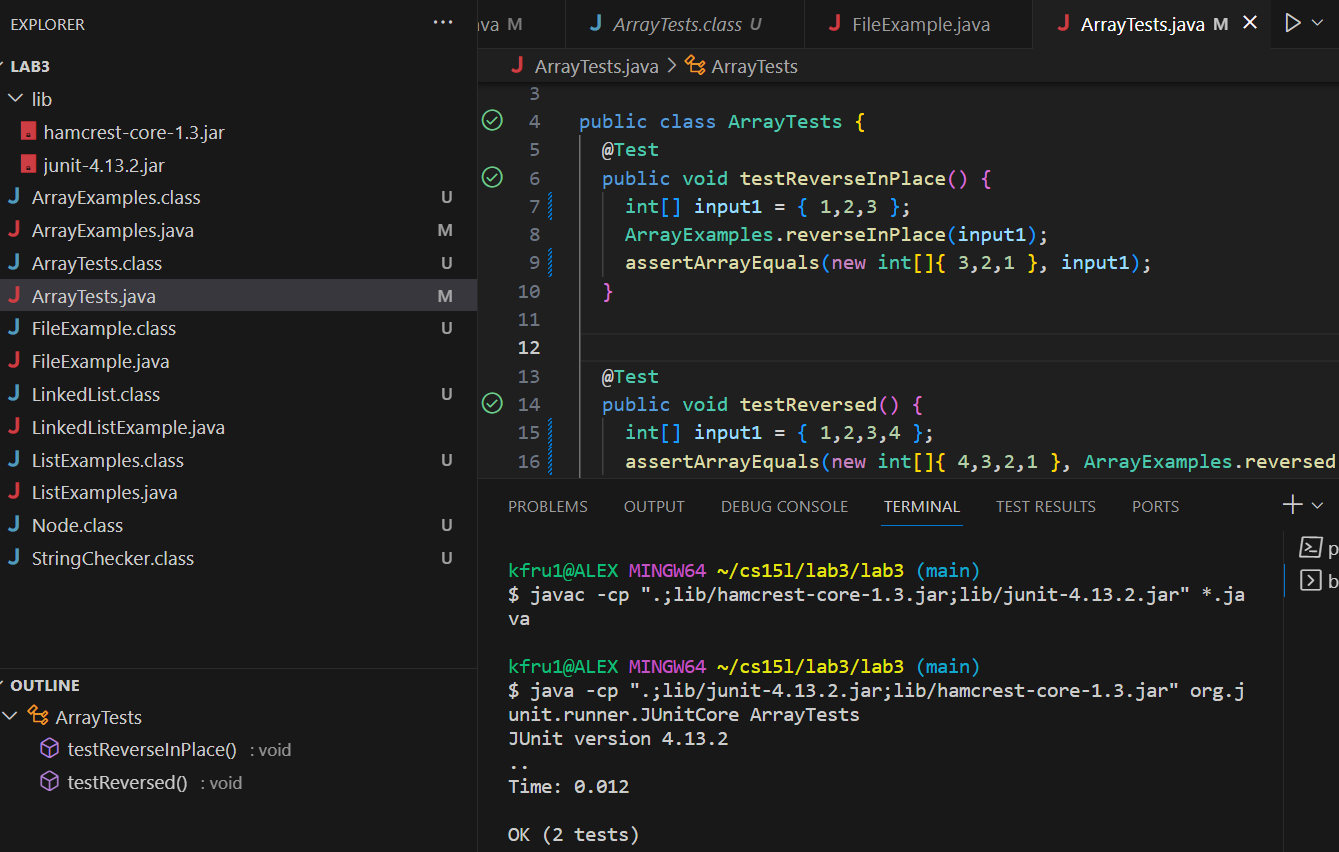 EXPLORER
...
LAB3
lib
hamcrest-core-1.3.jar
junit-4.13.2.jar
ArrayExamples.class U
ArrayExamples.java M
ArrayTests.class U
ArrayTests.java M
FileExample.class U
FileExample.java
LinkedList.class U
LinkedListExample.java
ListExamples.class U
ListExamples.java
Node.class U
StringChecker.class U
OUTLINE
ArrayTests
testReverseInPlace() : void
testReversed() : void
ava M ArrayTests.class U FileExample.java ArrayTests.java M
ArrayTests.java > ArrayTests
3
4 public class ArrayTests {
5 @Test
6 public void testReverseInPlace() {
7 int[] input1 = { 1,2,3 };
8 ArrayExamples.reverseInPlace(input1);
9 assertArrayEquals(new int[]{ 3,2,1 }, input1);
10 }
11
12
13 @Test
14 public void testReversed() {
15 int[] input1 = { 1,2,3,4 };
16 assertArrayEquals(new int[]{ 4,3,2,1 }, ArrayExamples.reversed
PROBLEMS OUTPUT DEBUG CONSOLE TERMINAL TEST RESULTS PORTS
kfru1@ALEX MINGW64 ~/cs15l/lab3/lab3 (main)
$ javac -cp ".;lib/hamcrest-core-1.3.jar;lib/junit-4.13.2.jar" *.ja
va
kfru1@ALEX MINGW64 ~/cs15l/lab3/lab3 (main)
$ java -cp ".;lib/junit-4.13.2.jar;lib/hamcrest-core-1.3.jar" org.j
unit.runner.JUnitCore ArrayTests
JUnit version 4.13.2
..
Time: 0.012
OK (2 tests)
p
b